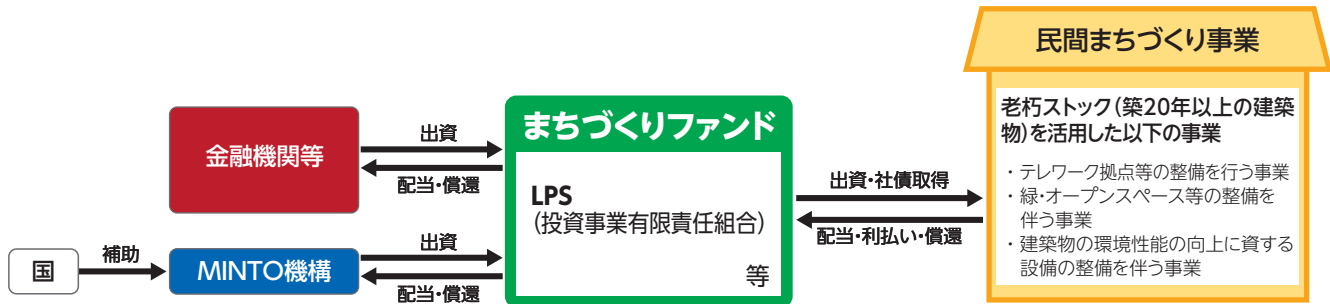 民間まちづくり事業
老朽ストック(築20年以上の建築
物)を活用した以下の事業
・テレワーク拠点等の整備を行う事業
・緑・オープンスペース等の整備を
伴う事業
・建築物の環境性能の向上に資する
設備の整備を伴う事業
まちづくりファンド
LPS
(投資事業有限責任組合)
等
金融機関等
出資
配当・償還
出資・社債取得
配当・利払い・償還
国
補助
MINTO機構
出資
配当・償還